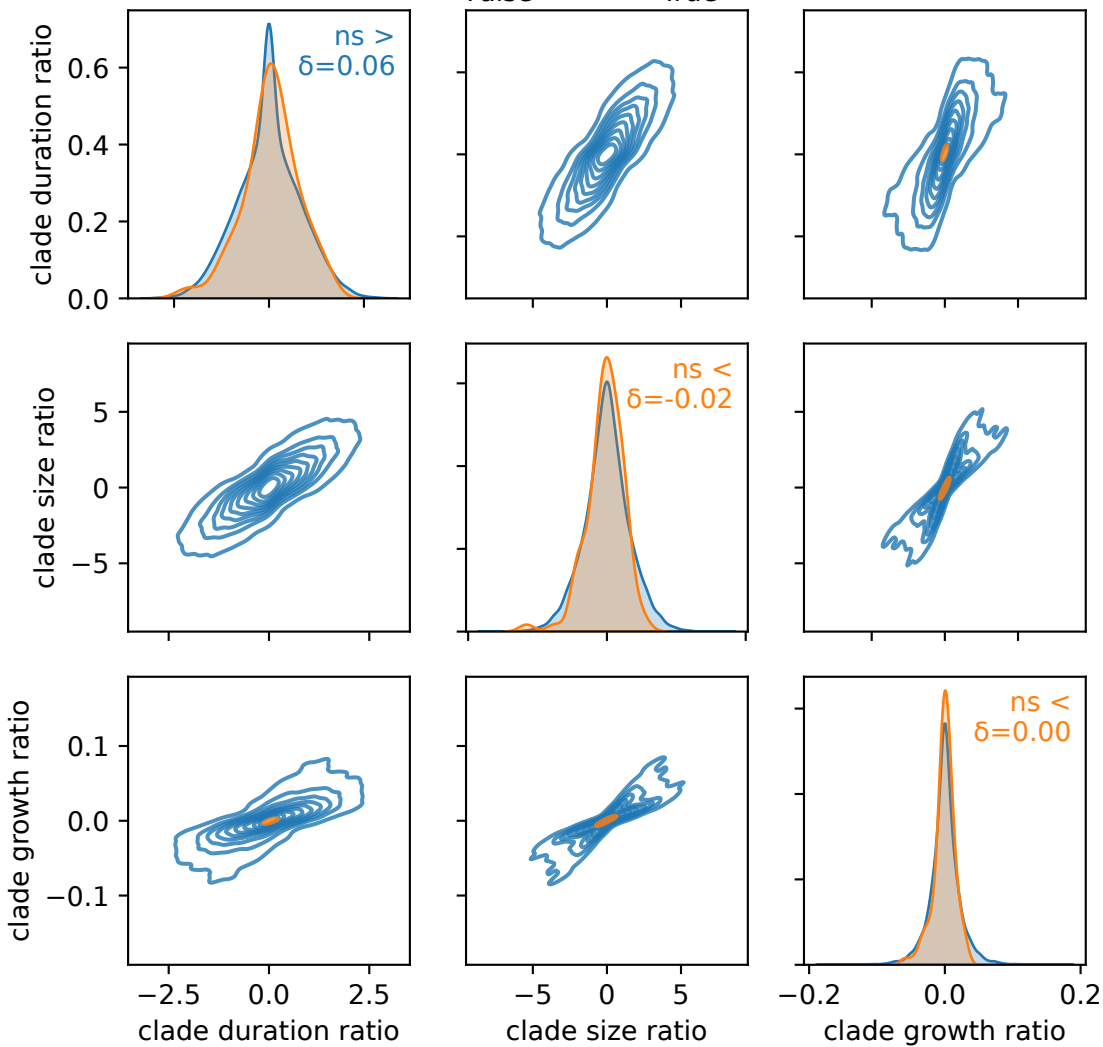 True
clade duration ratio
0.6
0.4
0.2
0.0
ns >
δ=0.06
clade size ratio
5
0
−5
ns <
δ=-0.02
clade growth ratio
0.1
0.0
−0.1
ns <
δ=0.00
−2.5 0.0 2.5
−5 0 5
−0.2 0.0 0.2
clade duration ratio
clade size ratio
clade growth ratio